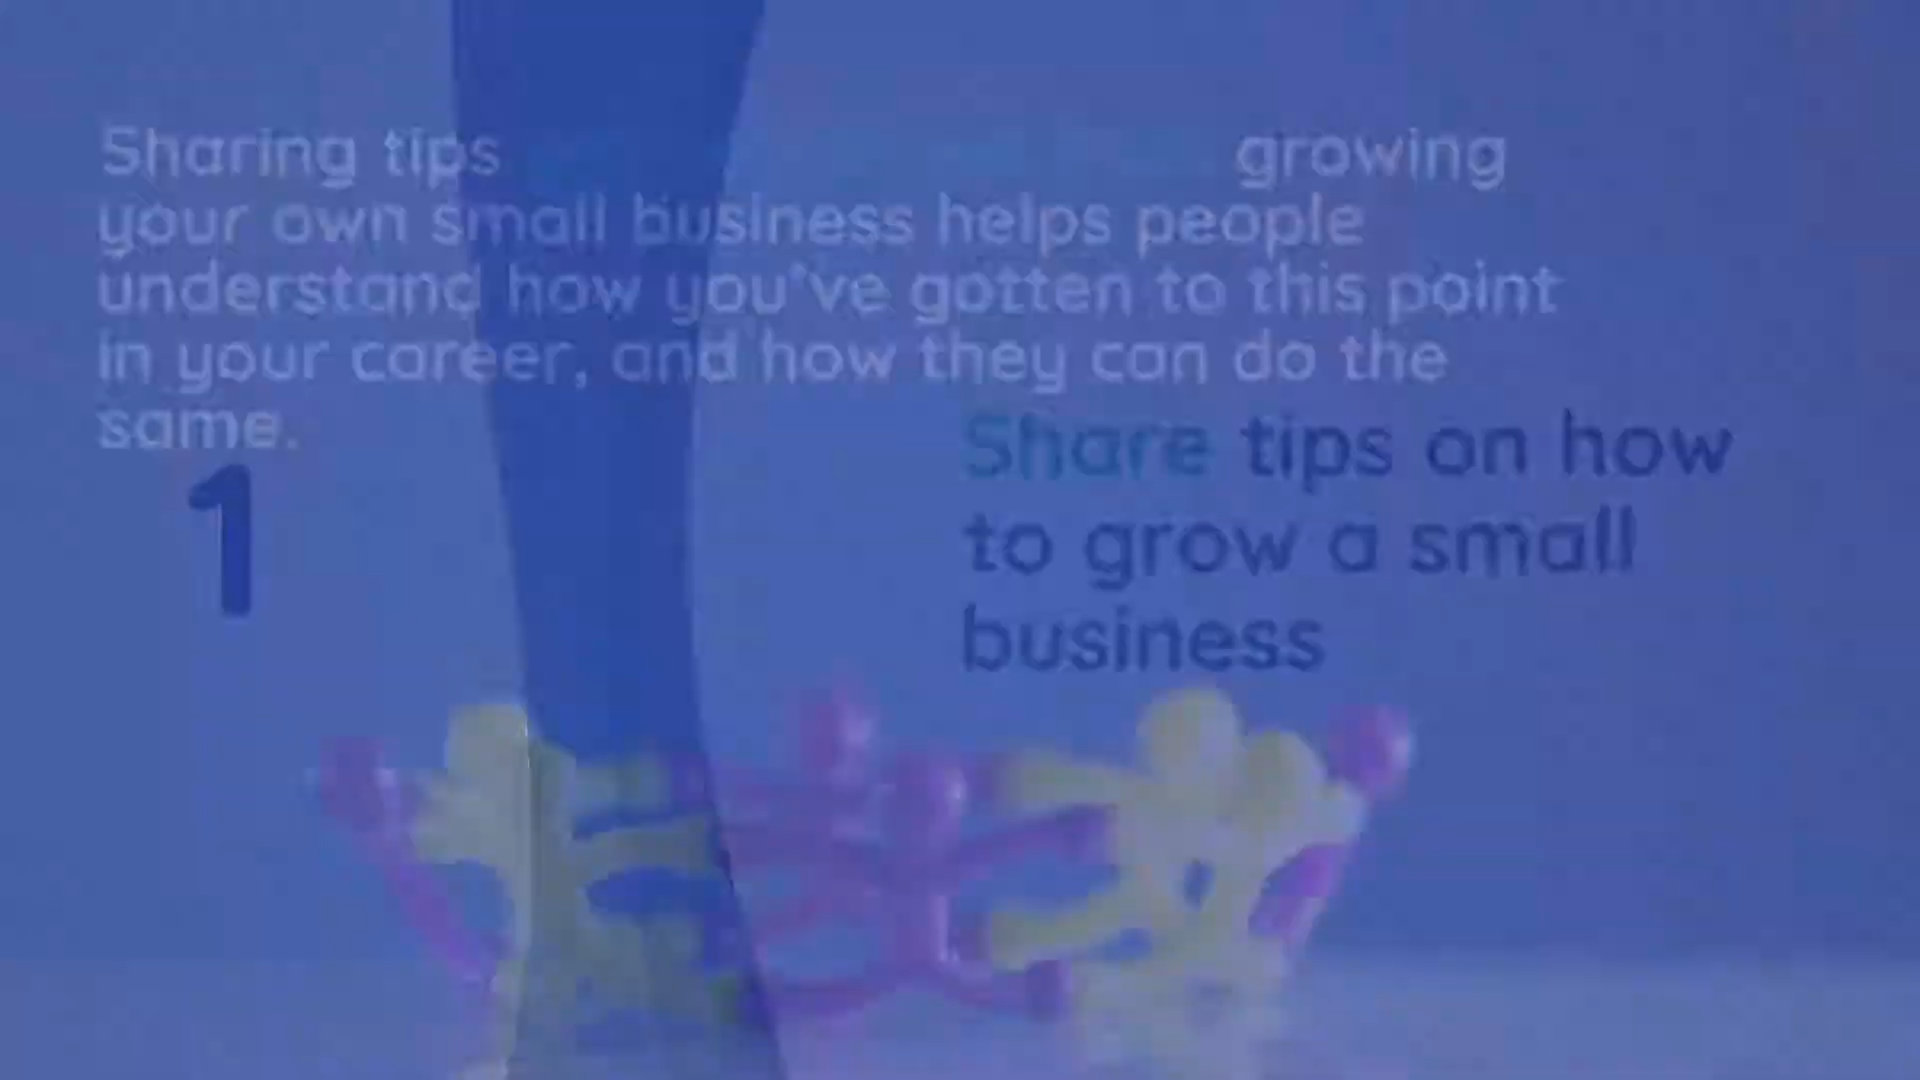 Sharing tips growing
your own small business helps people
understand how you've gotten to this point
in your career, and how they can do the
same.
1
Share tips on how
to grow a small
business